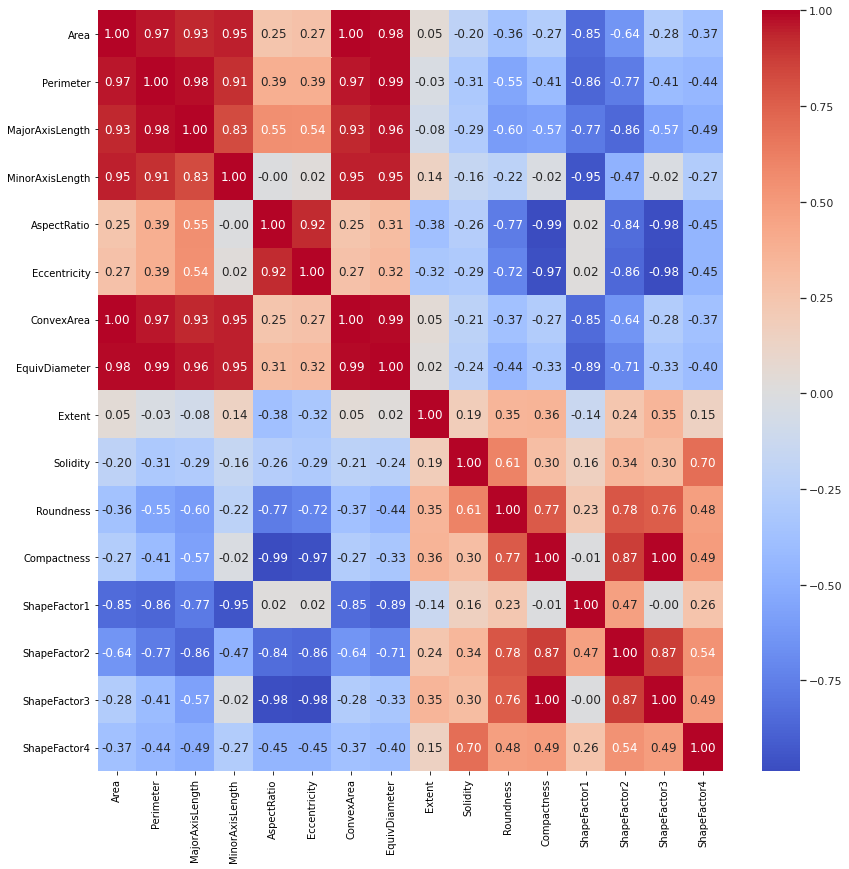 Area 1.00 0.97 0.93 0.95 0.25 0.27 1.00 0.98 0.05 -0.20 -0.36 -0.27 -0.85 -0.64 -0.28 -0.37
Perimeter 0.97 1.00 0.98 0.91 0.39 0.39 0.97 0.99 -0.03 -0.31 -0.55 -0.41 -0.86 -0.77 -0.41 -0.44
MajorAxisLength 0.93 0.98 1.00 0.83 0.55 0.54 0.93 0.96 -0.08 -0.29 -0.60 -0.57 -0.77 -0.86 -0.57 -0.49
MinorAxisLength 0.95 0.91 0.83 1.00 -0.00 0.02 0.95 0.95 0.14 -0.16 -0.22 -0.02 -0.95 -0.47 -0.02 -0.27
AspectRatio 0.25 0.39 0.55 -0.00 1.00 0.92 0.25 0.31 -0.38 -0.26 -0.77 -0.99 0.02 -0.84 -0.98 -0.45
Eccentricity 0.27 0.39 0.54 0.02 0.92 1.00 0.27 0.32 -0.32 -0.29 -0.72 -0.97 0.02 -0.86 -0.98 -0.45
ConvexArea 1.00 0.97 0.93 0.95 0.25 0.27 1.00 0.99 0.05 -0.21 -0.37 -0.27 -0.85 -0.64 -0.28 -0.37
EquivDiameter 0.98 0.99 0.96 0.95 0.31 0.32 0.99 1.00 0.02 -0.24 -0.44 -0.33 -0.89 -0.71 -0.33 -0.40
Extent 0.05 -0.03 -0.08 0.14 -0.38 -0.32 0.05 0.02 1.00 0.19 0.35 0.36 -0.14 0.24 0.35 0.15
Solidity -0.20 -0.31 -0.29 -0.16 -0.26 -0.29 -0.21 -0.24 0.19 1.00 0.61 0.30 0.16 0.34 0.30 0.70
Roundness -0.36 -0.55 -0.60 -0.22 -0.77 -0.72 -0.37 -0.44 0.35 0.61 1.00 0.77 0.23 0.78 0.76 0.48
Compactness -0.27 -0.41 -0.57 -0.02 -0.99 -0.97 -0.27 -0.33 0.36 0.30 0.77 1.00 -0.01 0.87 1.00 0.49
ShapeFactor1 -0.85 -0.86 -0.77 -0.95 0.02 0.02 -0.85 -0.89 -0.14 0.16 0.23 -0.01 1.00 0.47 -0.00 0.26
ShapeFactor2 -0.64 -0.77 -0.86 -0.47 -0.84 -0.86 -0.64 -0.71 0.24 0.34 0.78 0.87 0.47 1.00 0.87 0.54
ShapeFactor3 -0.28 -0.41 -0.57 -0.02 -0.98 -0.98 -0.28 -0.33 0.35 0.30 0.76 1.00 -0.00 0.87 1.00 0.49
ShapeFactor4 -0.37 -0.44 -0.49 -0.27 -0.45 -0.45 -0.37 -0.40 0.15 0.70 0.48 0.49 0.26 0.54 0.49 1.00
Area Perimeter MajorAxisLength MinorAxisLength AspectRatio Eccentricity ConvexArea EquivDiameter Extent Solidity Roundness Compactness ShapeFactor1 ShapeFactor2 ShapeFactor3 ShapeFactor4
1.00
0.75
0.50
0.25
0.00
−0.25
−0.50
−0.75